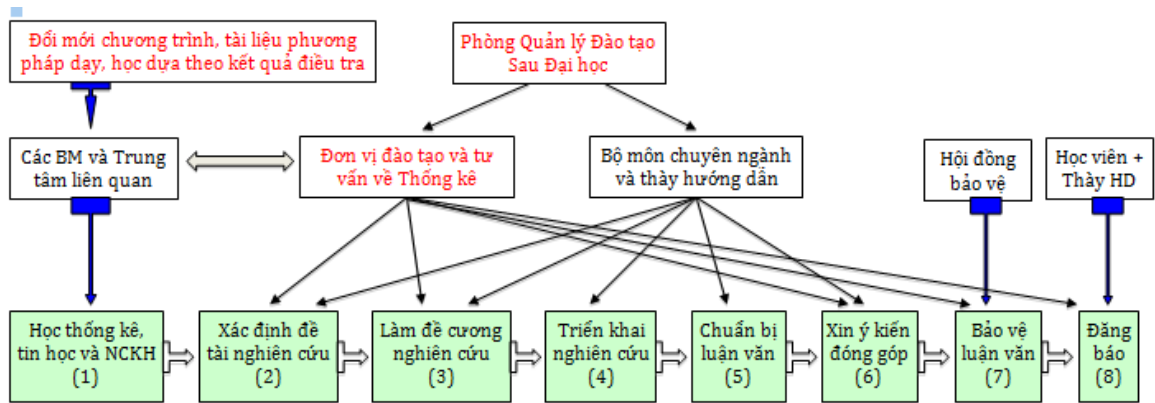 Đổi mới chương trình, tài liệu phương
pháp dạy, học dựa theo kết quả điều tra
Phòng Quản lý Đào tạo
Sau Đại học
Các BM và Trung
tâm liên quan
Đơn vị đào tạo và tư
vấn về Thống kê
Bộ môn chuyên ngành
và thày hướng dẫn
Hội đồng
bảo vệ
Học viên +
Thày HD
Học thống kê,
tin học và NCKH
(1)
Xác định đề
tài nghiên cứu
(2)
Làm đề cương
nghiên cứu
(3)
Triển khai
nghiên cứu
(4)
Chuẩn bị
luận văn
(5)
Xin ý kiến
đóng góp
(6)
Bảo vệ
luận văn
(7)
Đăng
báo
(8)